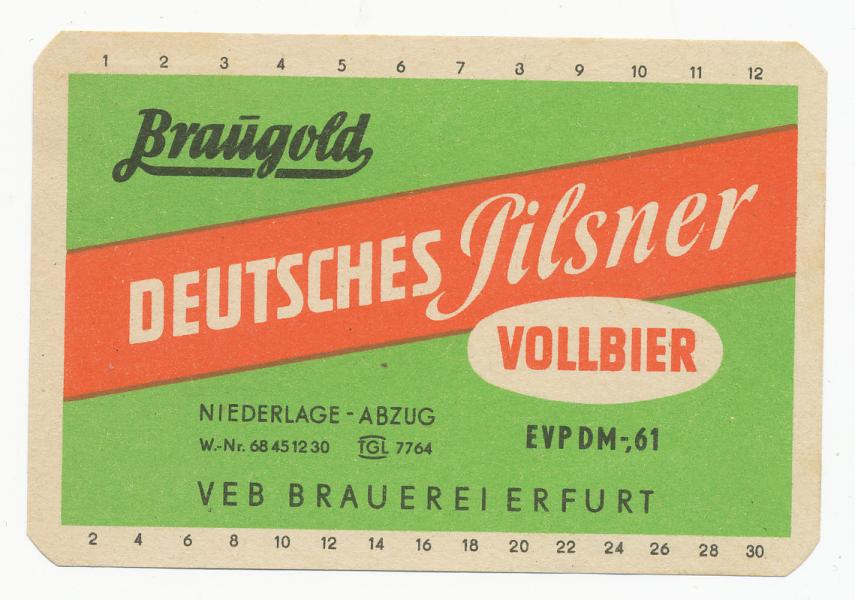 1 2 3 4 5 6 7 8 9 10 11 12
Braugold
DEUTSCHES Pilsner
VOLLBIER
NIEDERLAGE - ABZUG
W.-Nr. 68 45 12 30 TGL 7764
EVP DM -,61
VEB BRAUEREI ERFURT
2 4 6 8 10 12 14 16 18 20 22 24 26 28 30